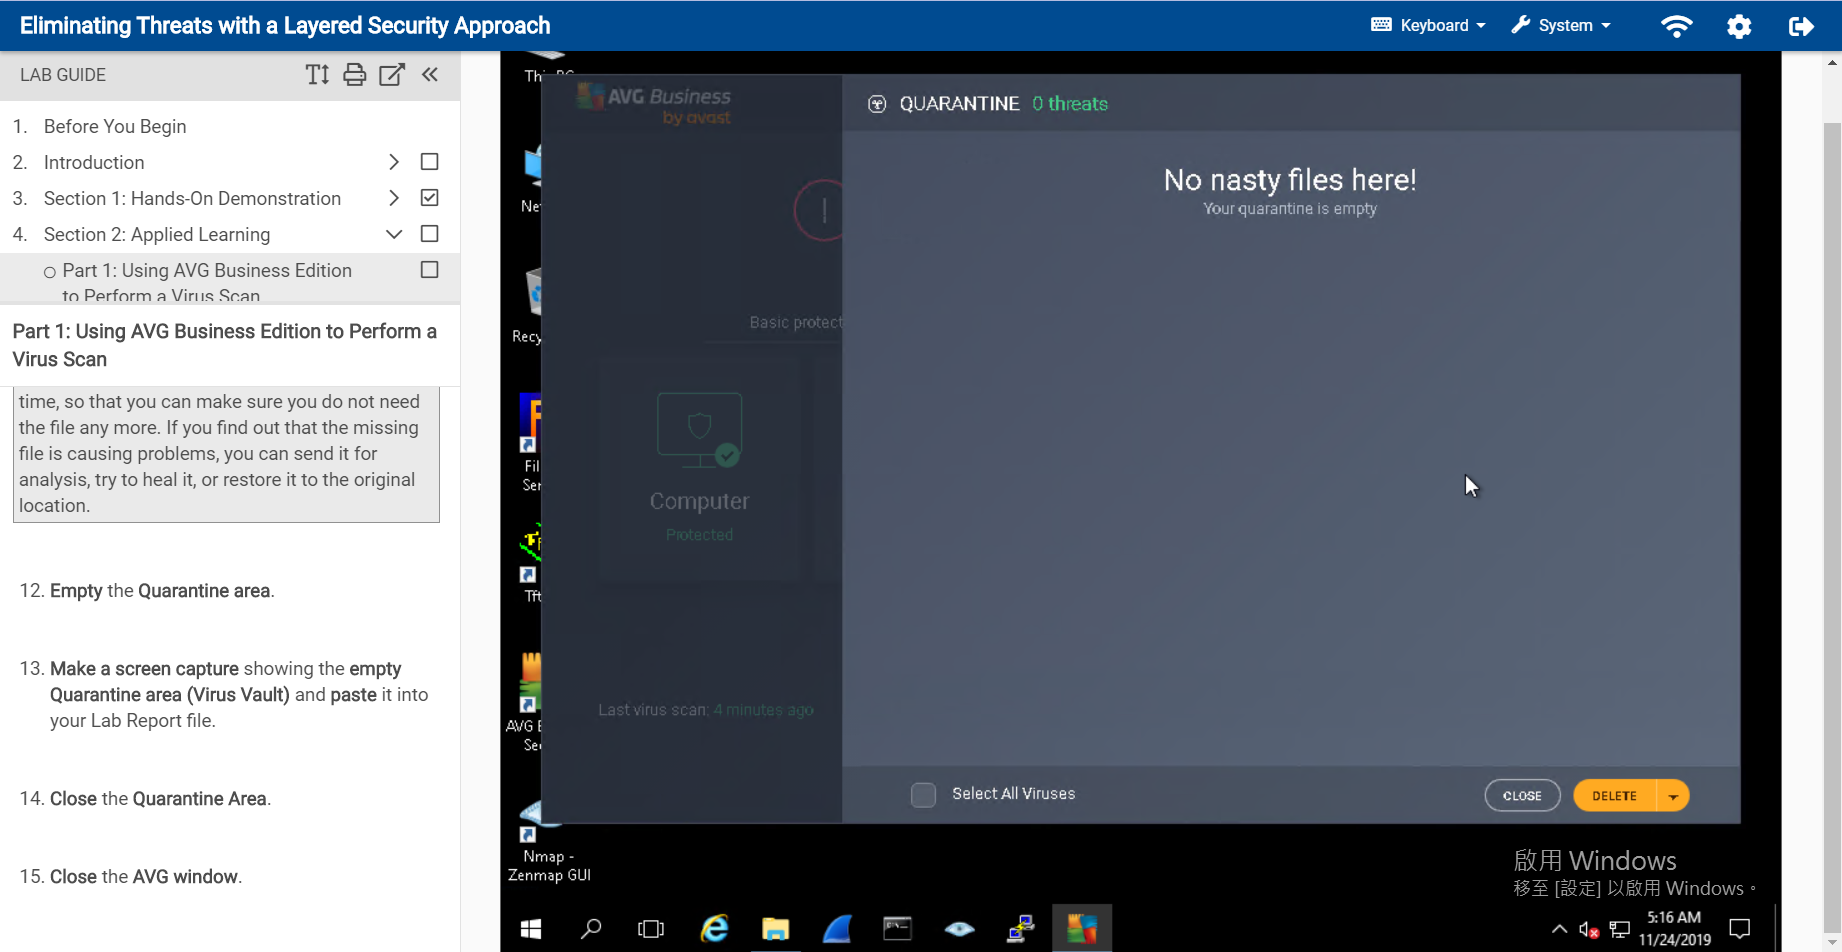 Eliminating Threats with a Layered Security Approach
Keyboard
System
LAB GUIDE
1. Before You Begin
2. Introduction
3. Section 1: Hands-On Demonstration
4. Section 2: Applied Learning
Part 1: Using AVG Business Edition
to Perform a Virus Scan
Part 1: Using AVG Business Edition to Perform a
Virus Scan
time, so that you can make sure you do not need
the file any more. If you find out that the missing
file is causing problems, you can send it for
analysis, try to heal it, or restore it to the original
location.
12. Empty the Quarantine area.
13. Make a screen capture showing the empty
Quarantine area (Virus Vault) and paste it into
your Lab Report file.
14. Close the Quarantine Area.
15. Close the AVG window.
AVG Business
by avast
Basic protect
Computer
Protected
Last virus scan: 4 minutes ago
QUARANTINE 0 threats
No nasty files here!
Your quarantine is empty
Select All Viruses
CLOSE
DELETE
Recy
Fil
Ser
Tft
AVG
Se
Nmap -
Zenmap GUI
啟用 Windows
移至 [設定] 以啟用 Windows。
5:16 AM
11/24/2019